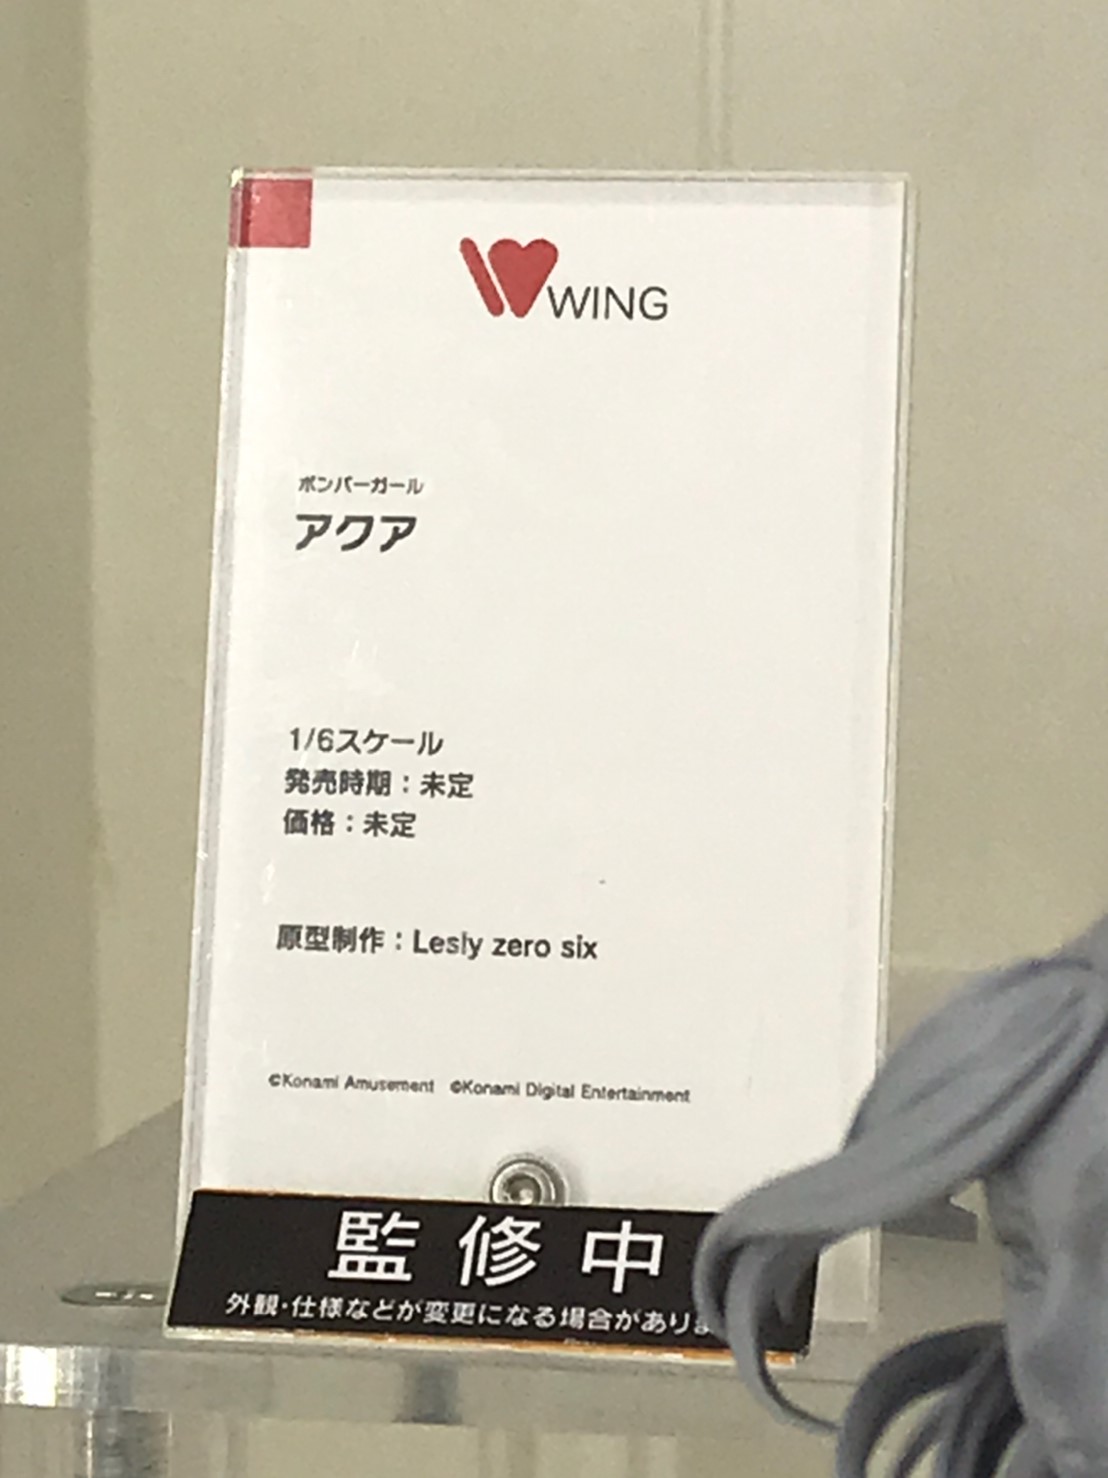 WING
ボンバーガール
アクア
1/6スケール
発売時期：未定
価格：未定
原型制作：Lesly zero six
©Konami Amusement ©Konami Digital Entertainment
監修中
外観・仕様などが変更になる場合があり